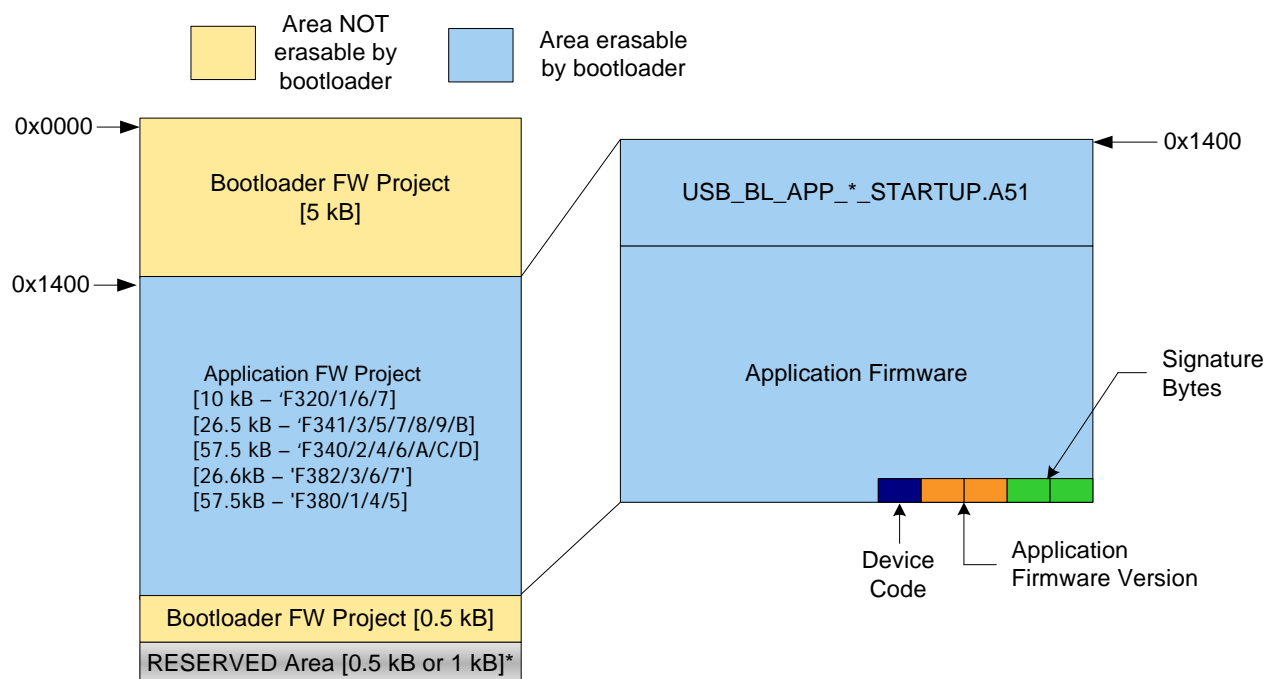 Area NOT
erasable by
bootloader
Area erasable
by bootloader
0x0000
Bootloader FW Project
[5 kB]
0x1400
Application FW Project
[10 kB – ‘F320/1/6/7]
[26.5 kB – ‘F341/3/5/7/8/9/B]
[57.5 kB – ‘F340/2/4/6/A/C/D]
[26.6kB – 'F382/3/6/7']
[57.5kB – 'F380/1/4/5]
Bootloader FW Project [0.5 kB]
RESERVED Area [0.5 kB or 1 kB]*
0x1400
USB_BL_APP_*_STARTUP.A51
Application Firmware
Signature
Bytes
Device
Code
Application
Firmware Version